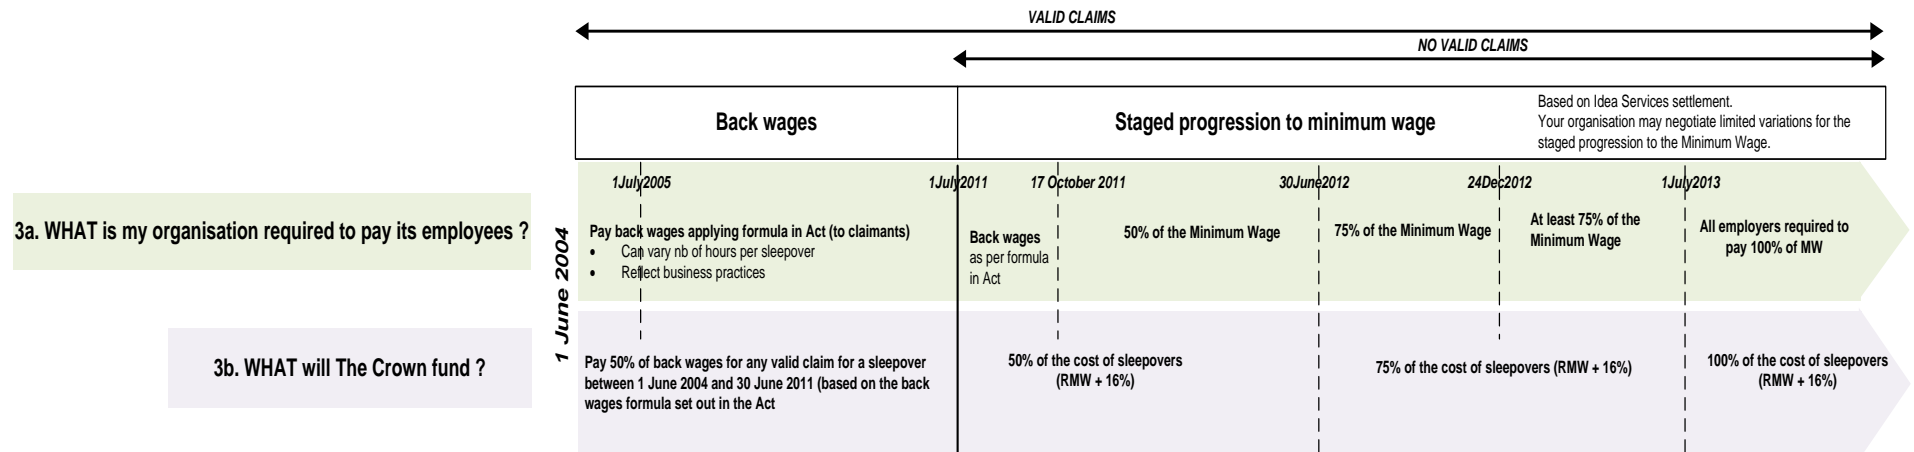 VALID CLAIMS
NO VALID CLAIMS
Back wages
Staged progression to minimum wage
Based on Idea Services settlement.
Your organisation may negotiate limited variations for the
staged progression to the Minimum Wage.
1July2005
1July2011
17 October 2011
30June2012
24Dec2012
1July2013
3a. WHAT is my organisation required to pay its employees ?
1 June 2004
Pay back wages applying formula in Act (to claimants)
• Can vary nb of hours per sleepover
• Reflect business practices
Back wages
as per formula
in Act
50% of the Minimum Wage
75% of the Minimum Wage
At least 75% of the
Minimum Wage
All employers required to
pay 100% of MW
3b. WHAT will The Crown fund ?
Pay 50% of back wages for any valid claim for a sleepover
between 1 June 2004 and 30 June 2011 (based on the back
wages formula set out in the Act
50% of the cost of sleepovers
(RMW + 16%)
75% of the cost of sleepovers (RMW + 16%)
100% of the cost of sleepovers
(RMW + 16%)